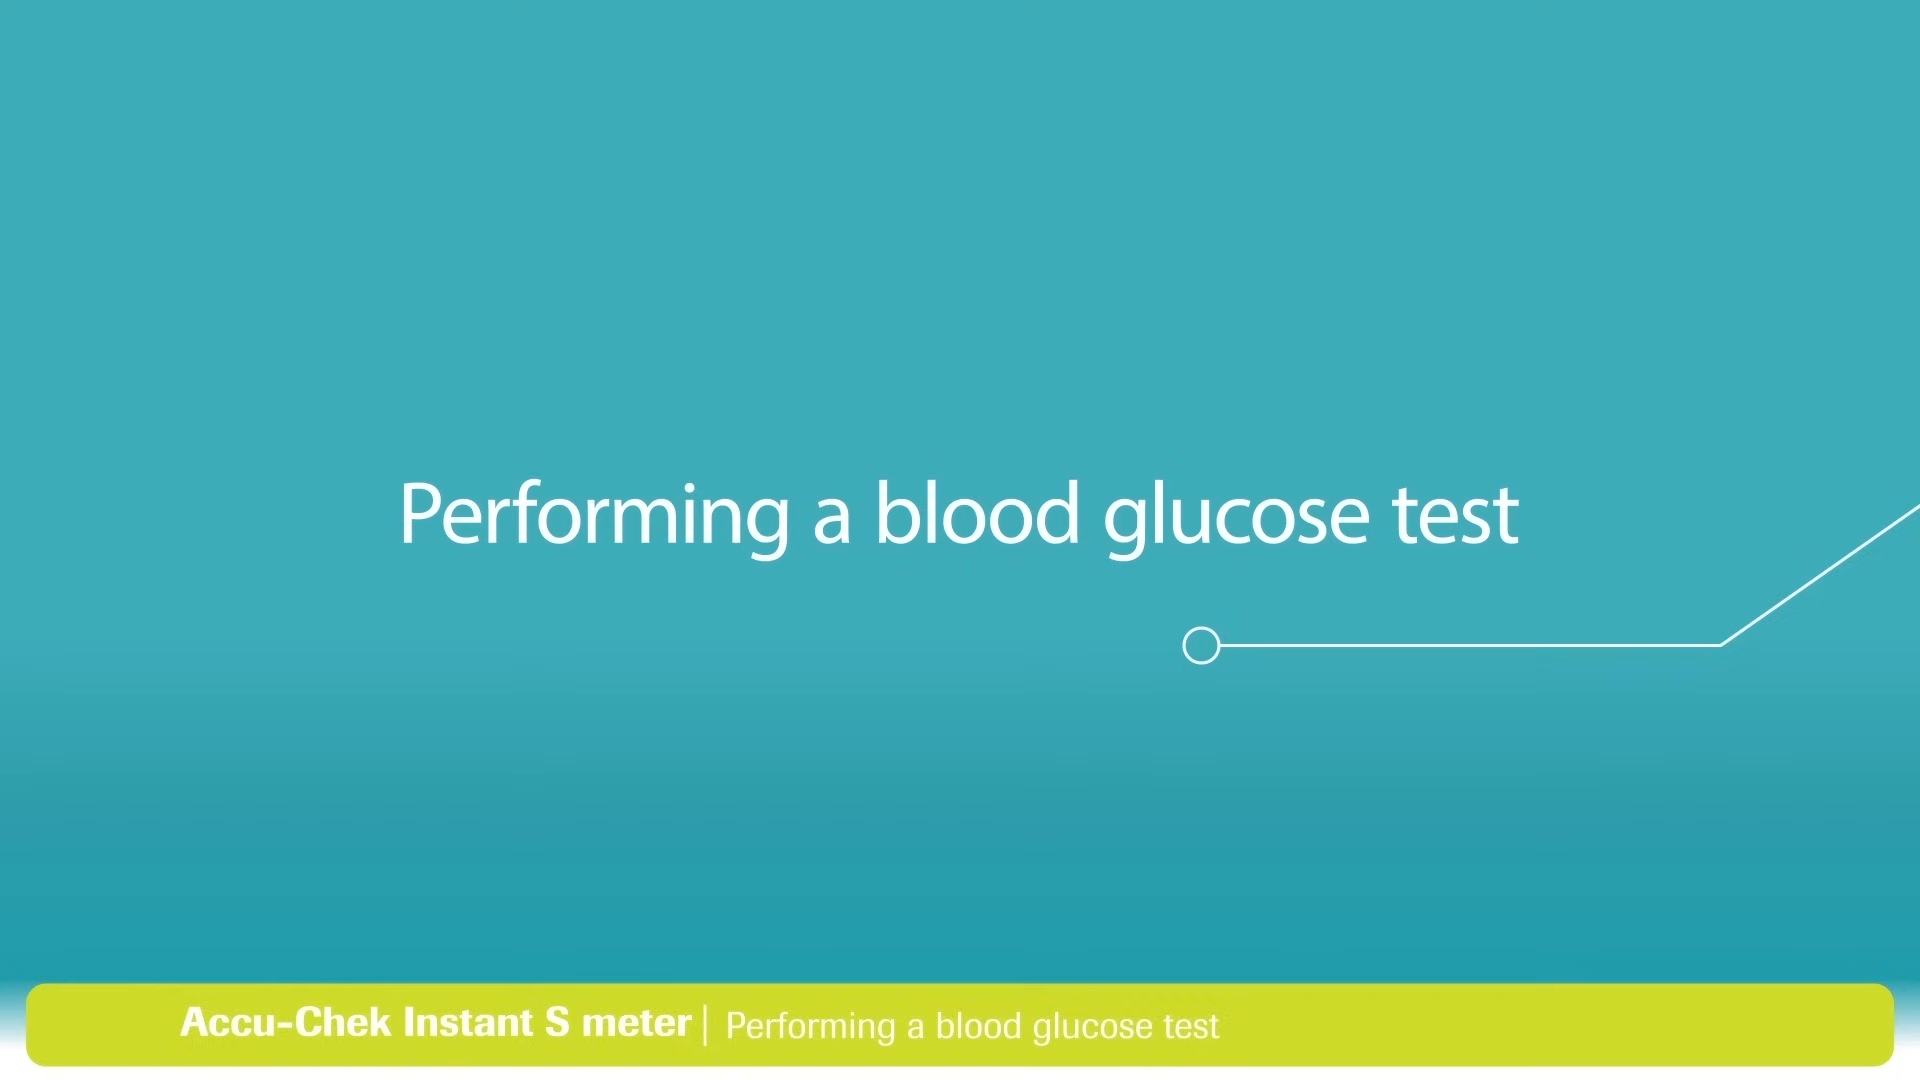 Performing a blood glucose test
Accu-Chek Instant S meter | Performing a blood glucose test